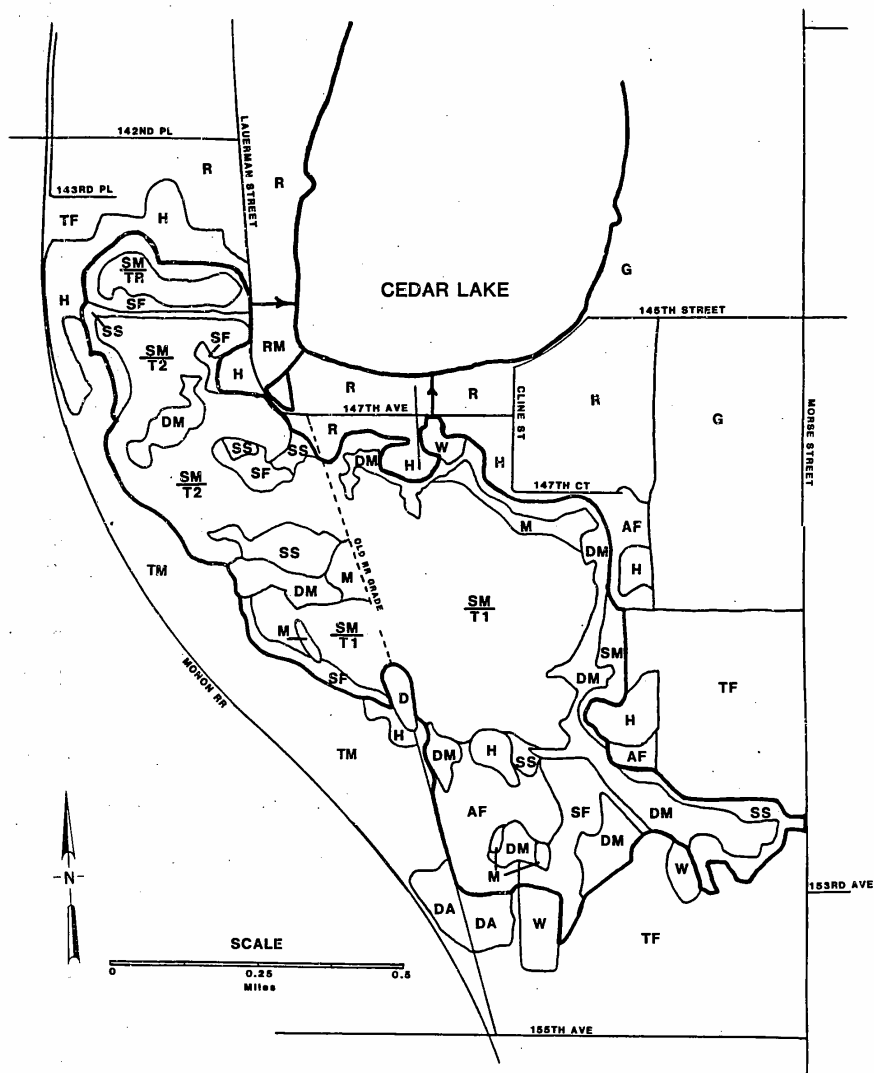 142ND PL
LAUERMAN STREET
R
R
143RD PL
TF
H
SM
TR
SF
H
G
CEDAR LAKE
145TH STREET
SS
SM
T2
SF
RM
H
R
R
CLINE ST
R
G
MORSE STREET
147TH AVE
DM
R
SS
SF
SS
DM
H
W
H
147TH CT
SM
T2
M
AF
DM
H
SS
OLD RR GRADE
M
TM
DM
SM
T1
SM
T1
M
SM
MONON RR
SF
DM
TF
D
H
H
TM
DM
H
SS
AF
AF
SF
DM
SS
DM
DM
M
W
N
153RD AVE
DA
DA
W
TF
SCALE
0
0.25
0.5
Miles
155TH AVE